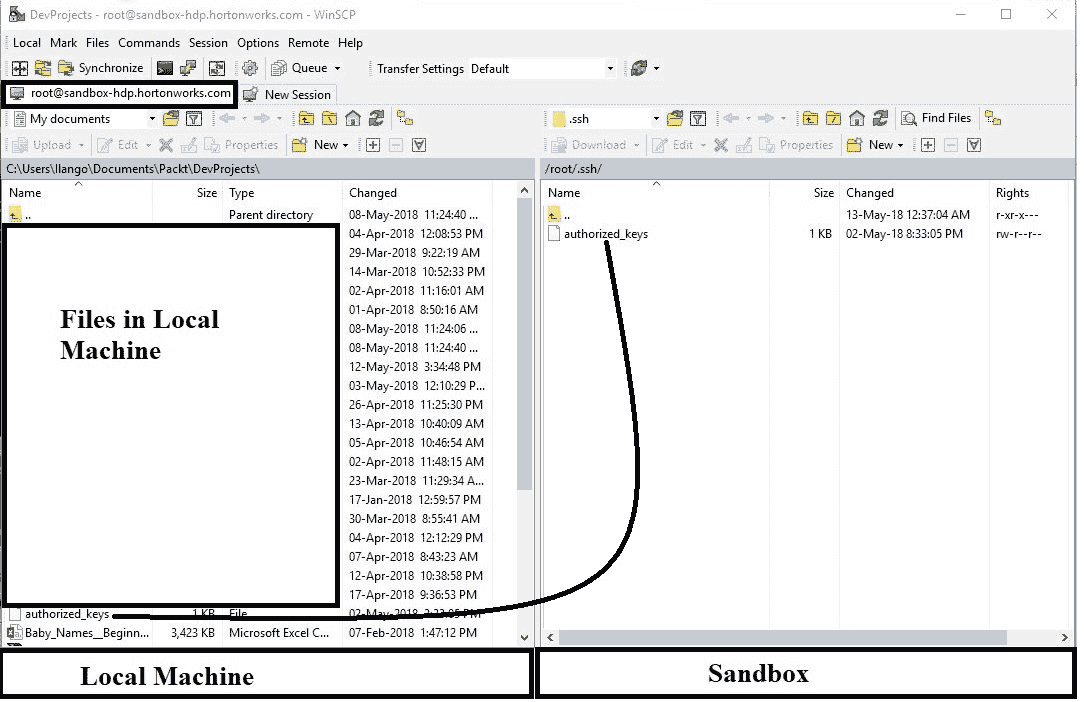 DevProjects - root@sandbox-hdp.hortonworks.com - WinSCP
Local Mark Files Commands Session Options Remote Help
Synchronize Queue Transfer Settings Default
root@sandbox-hdp.hortonworks.com New Session
My documents .ssh Find Files
Upload Edit Properties New Download Edit Properties New
C:\Users\Ilango\Documents\Packt\DevProjects\ /root/.ssh/
Name Size Type Changed Name Size Changed Rights
.. Parent directory 08-May-2018 11:24:40 ... .. 13-May-18 12:37:04 AM r-xr-x---
04-Apr-2018 12:08:53 PM authorized_keys 1 KB 02-May-18 8:33:05 PM rw-r--r--
29-Mar-2018 9:22:19 AM
14-Mar-2018 10:52:33 PM
02-Apr-2018 11:16:01 AM
01-Apr-2018 8:50:16 AM
Files in Local
Machine
08-May-2018 11:24:06 ...
08-May-2018 11:24:40 ...
12-May-2018 3:34:48 PM
03-May-2018 12:10:29 P...
26-Apr-2018 11:25:30 PM
13-Apr-2018 10:40:09 AM
05-Apr-2018 10:46:54 AM
02-Apr-2018 11:48:15 AM
23-Mar-2018 11:29:34 A...
17-Jan-2018 12:59:57 PM
30-Mar-2018 8:55:41 AM
04-Apr-2018 12:12:29 PM
07-Apr-2018 8:43:23 AM
12-Apr-2018 10:38:58 PM
17-Apr-2018 9:36:53 PM
authorized_keys 1 KB File 02-May-2018
Baby_Names__Beginn... 3,423 KB Microsoft Excel C... 07-Feb-2018 1:47:12 PM
Local Machine Sandbox